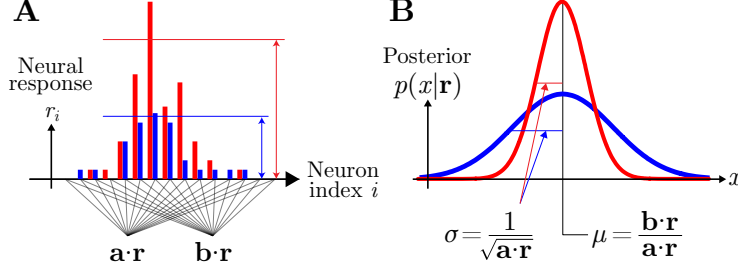 A
Neural
response
r_i
Neuron
index i
a·r
b·r
B
Posterior
p(x|r)
x
σ = 1/√(a·r)
μ = b·r/a·r